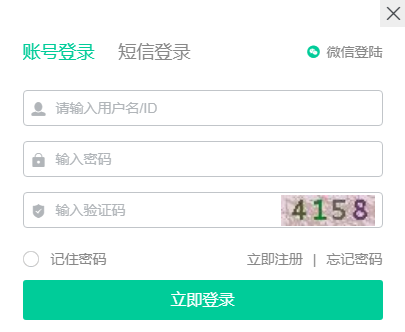 账号登录 短信登录 微信登陆
请输入用户名/ID
输入密码
输入验证码 4158
记住密码 立即注册 | 忘记密码
立即登录